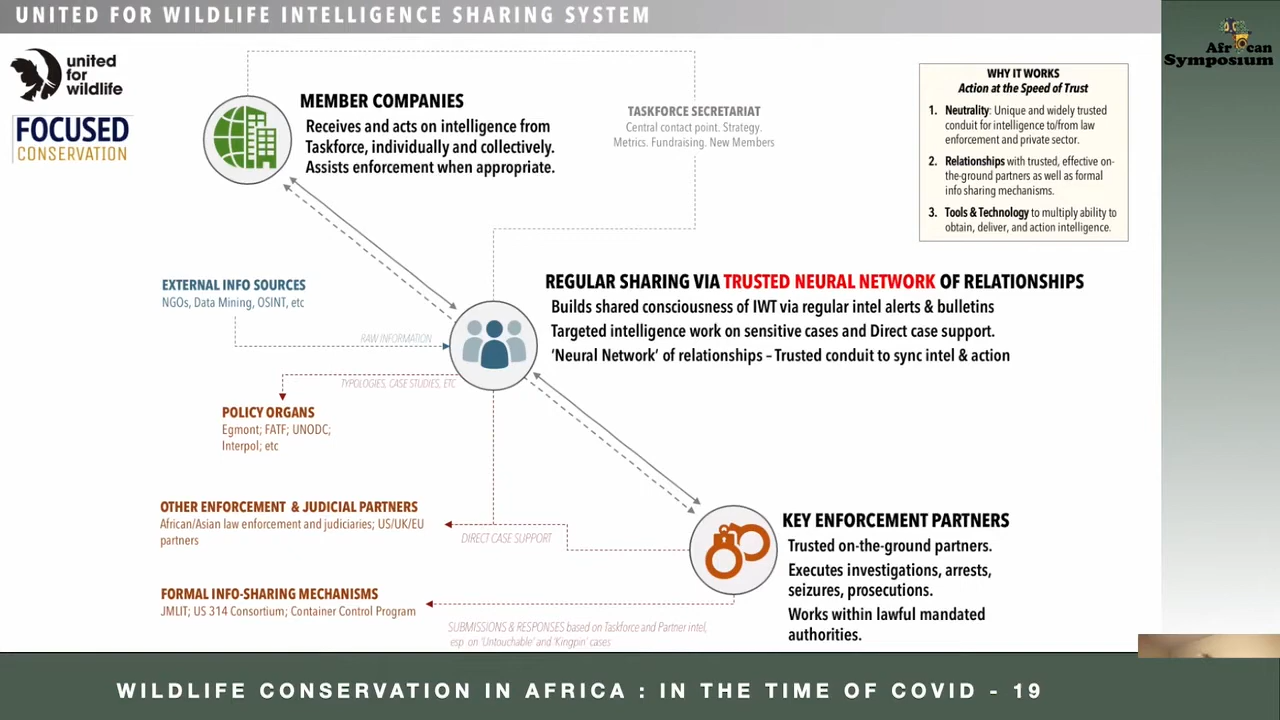 UNITED FOR WILDLIFE INTELLIGENCE SHARING SYSTEM
united
for
wildlife
FOCUSED
CONSERVATION
African
Symposium
MEMBER COMPANIES
Receives and acts on intelligence from
Taskforce, individually and collectively.
Assists enforcement when appropriate.
TASKFORCE SECRETARIAT
Central contact point. Strategy.
Metrics. Fundraising. New Members
WHY IT WORKS
Action at the Speed of Trust
1. Neutrality: Unique and widely trusted
conduit for intelligence to/from law
enforcement and private sector.
2. Relationships with trusted, effective on-
the-ground partners as well as formal
info sharing mechanisms.
3. Tools & Technology to multiply ability to
obtain, deliver, and action intelligence.
EXTERNAL INFO SOURCES
NGOs, Data Mining, OSINT, etc
RAW INFORMATION
REGULAR SHARING VIA TRUSTED NEURAL NETWORK OF RELATIONSHIPS
Builds shared consciousness of IWT via regular intel alerts & bulletins
Targeted intelligence work on sensitive cases and Direct case support.
'Neural Network' of relationships – Trusted conduit to sync intel & action
TYPOLOGIES, CASE STUDIES, ETC
POLICY ORGANS
Egmont; FATF; UNODC;
Interpol; etc
OTHER ENFORCEMENT & JUDICIAL PARTNERS
African/Asian law enforcement and judiciaries; US/UK/EU
partners
DIRECT CASE SUPPORT
KEY ENFORCEMENT PARTNERS
Trusted on-the-ground partners.
Executes investigations, arrests,
seizures, prosecutions.
Works within lawful mandated
authorities.
FORMAL INFO-SHARING MECHANISMS
JMLIT; US 314 Consortium; Container Control Program
SUBMISSIONS & RESPONSES based on Taskforce and Partner intel,
esp on 'Untouchable' and 'Kingpin' cases
WILDLIFE CONSERVATION IN AFRICA : IN THE TIME OF COVID - 19